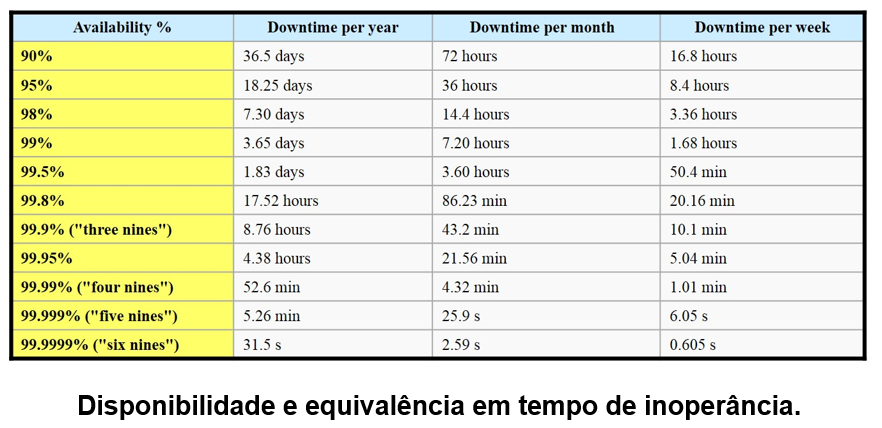 Availability % Downtime per year Downtime per month Downtime per week
90% 36.5 days 72 hours 16.8 hours
95% 18.25 days 36 hours 8.4 hours
98% 7.30 days 14.4 hours 3.36 hours
99% 3.65 days 7.20 hours 1.68 hours
99.5% 1.83 days 3.60 hours 50.4 min
99.8% 17.52 hours 86.23 min 20.16 min
99.9% ("three nines") 8.76 hours 43.2 min 10.1 min
99.95% 4.38 hours 21.56 min 5.04 min
99.99% ("four nines") 52.6 min 4.32 min 1.01 min
99.999% ("five nines") 5.26 min 25.9 s 6.05 s
99.9999% ("six nines") 31.5 s 2.59 s 0.605 s
Disponibilidade e equivalência em tempo de inoperância.